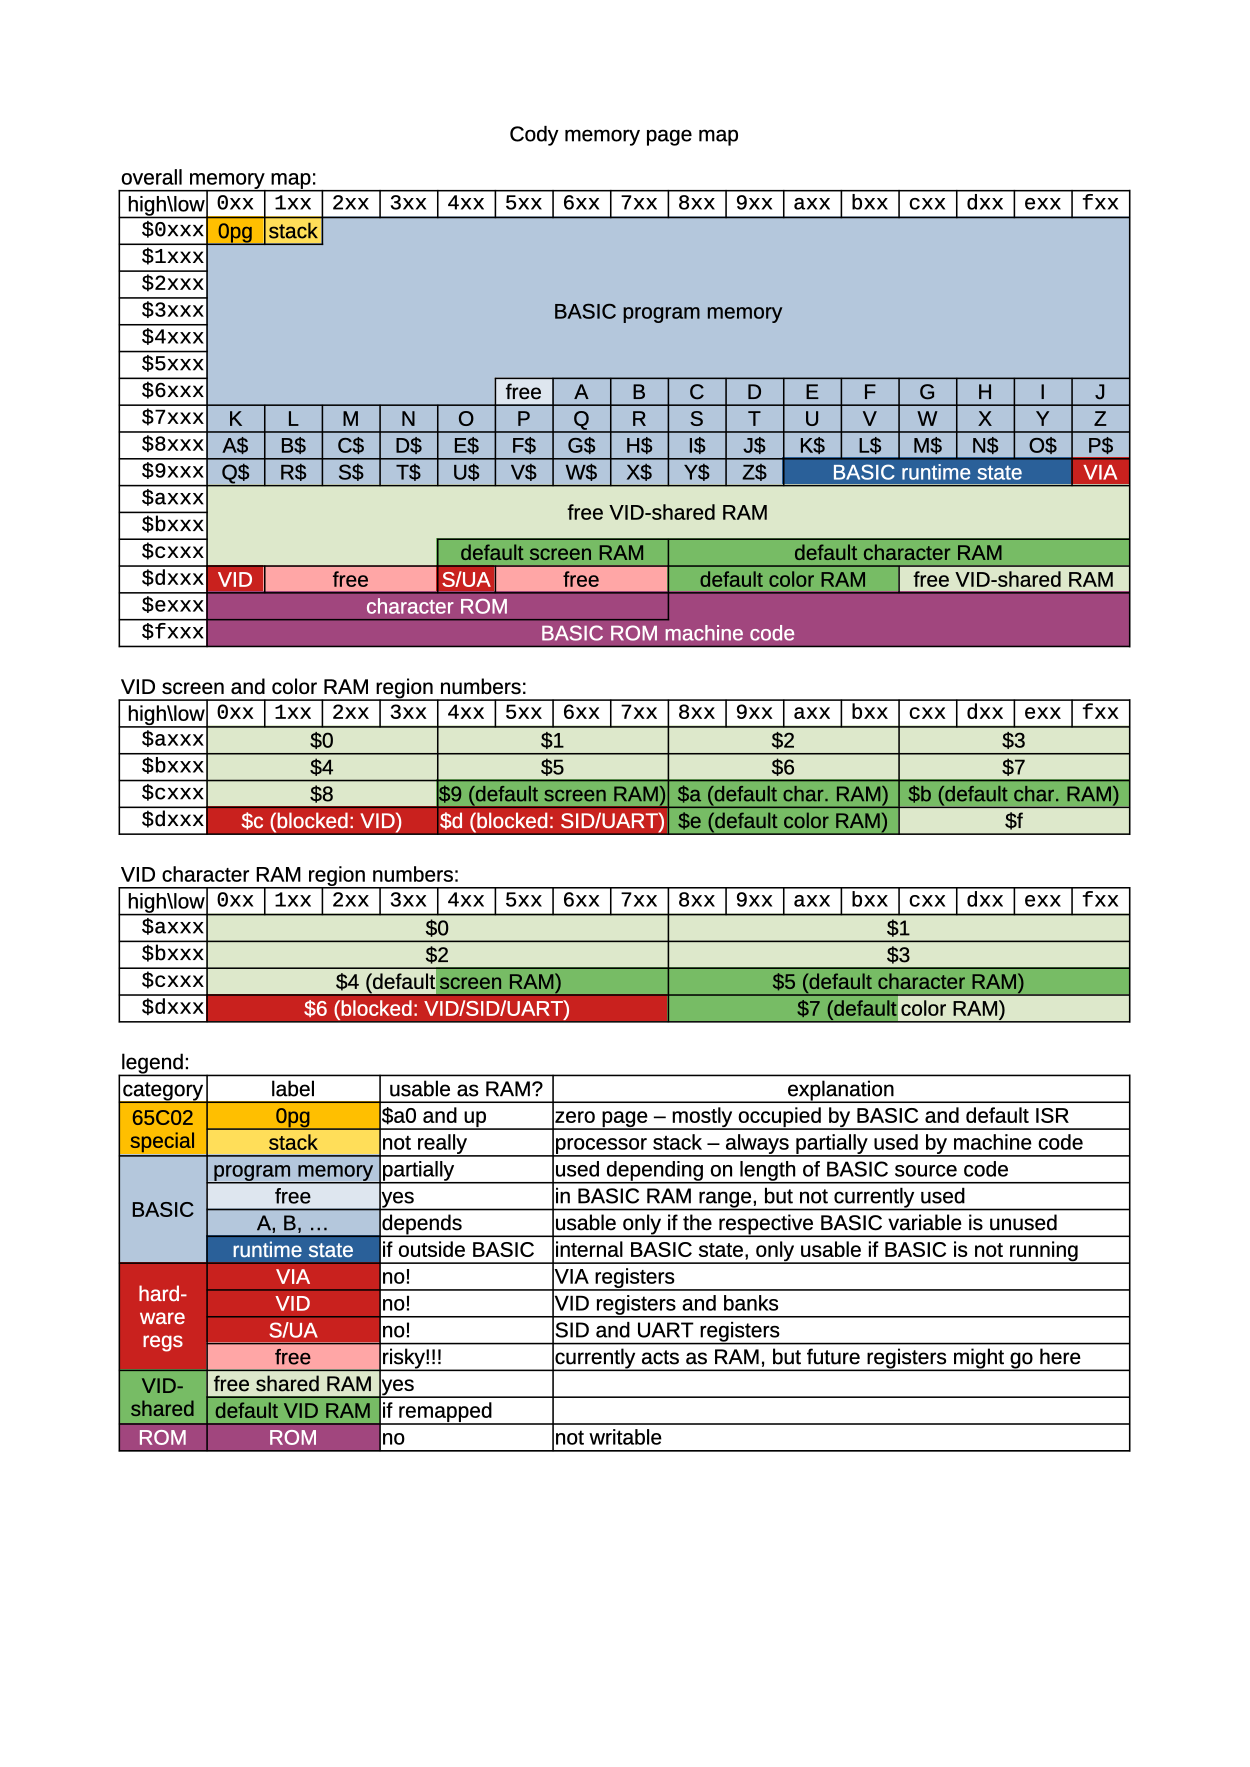 Cody memory page map
overall memory map:
high\low 0xx 1xx 2xx 3xx 4xx 5xx 6xx 7xx 8xx 9xx axx bxx cxx dxx exx fxx
$0xxx 0pg stack
$1xxx
$2xxx
$3xxx BASIC program memory
$4xxx
$5xxx
$6xxx free A B C D E F G H I J
$7xxx K L M N O P Q R S T U V W X Y Z
$8xxx A$ B$ C$ D$ E$ F$ G$ H$ I$ J$ K$ L$ M$ N$ O$ P$
$9xxx Q$ R$ S$ T$ U$ V$ W$ X$ Y$ Z$ BASIC runtime state VIA
$axxx
free VID-shared RAM
$bxxx
$cxxx default screen RAM default character RAM
$dxxx VID free S/UA free default color RAM free VID-shared RAM
$exxx character ROM
$fxxx BASIC ROM machine code
VID screen and color RAM region numbers:
high\low 0xx 1xx 2xx 3xx 4xx 5xx 6xx 7xx 8xx 9xx axx bxx cxx dxx exx fxx
$axxx $0 $1 $2 $3
$bxxx $4 $5 $6 $7
$cxxx $8 $9 (default screen RAM) $a (default char. RAM) $b (default char. RAM)
$dxxx $c (blocked: VID) $d (blocked: SID/UART) $e (default color RAM) $f
VID character RAM region numbers:
high\low 0xx 1xx 2xx 3xx 4xx 5xx 6xx 7xx 8xx 9xx axx bxx cxx dxx exx fxx
$axxx $0 $1
$bxxx $2 $3
$cxxx $4 (default screen RAM) $5 (default character RAM)
$dxxx $6 (blocked: VID/SID/UART) $7 (default color RAM)
legend:
category label usable as RAM? explanation
65C02 special 0pg $a0 and up zero page – mostly occupied by BASIC and default ISR
stack not really processor stack – always partially used by machine code
BASIC program memory partially used depending on length of BASIC source code
free yes in BASIC RAM range, but not currently used
A, B, … depends usable only if the respective BASIC variable is unused
runtime state if outside BASIC internal BASIC state, only usable if BASIC is not running
hard-
ware
regs
VIA no! VIA registers
VID no! VID registers and banks
S/UA no! SID and UART registers
free risky!!! currently acts as RAM, but future registers might go here
VID-
shared
free shared RAM yes
default VID RAM if remapped
ROM ROM no not writable